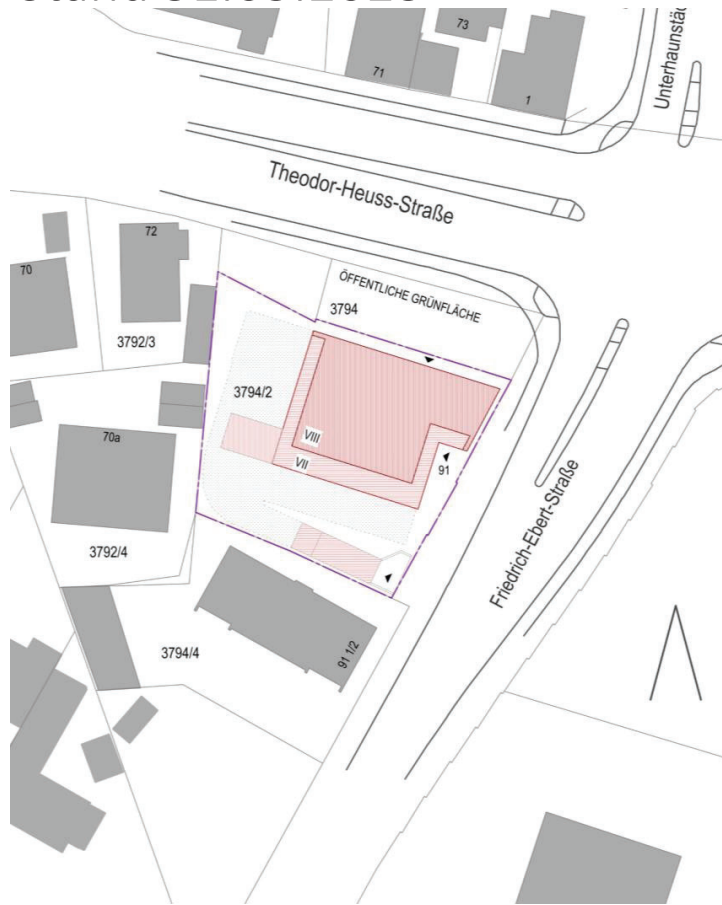 73
71
1
Theodor-Heuss-Straße
72
70
ÖFFENTLICHE GRÜNFLÄCHE
3794
3792/3
3794/2
70a
VIII
VII
91
3792/4
Friedrich-Ebert-Straße
3794/4
91 1/2